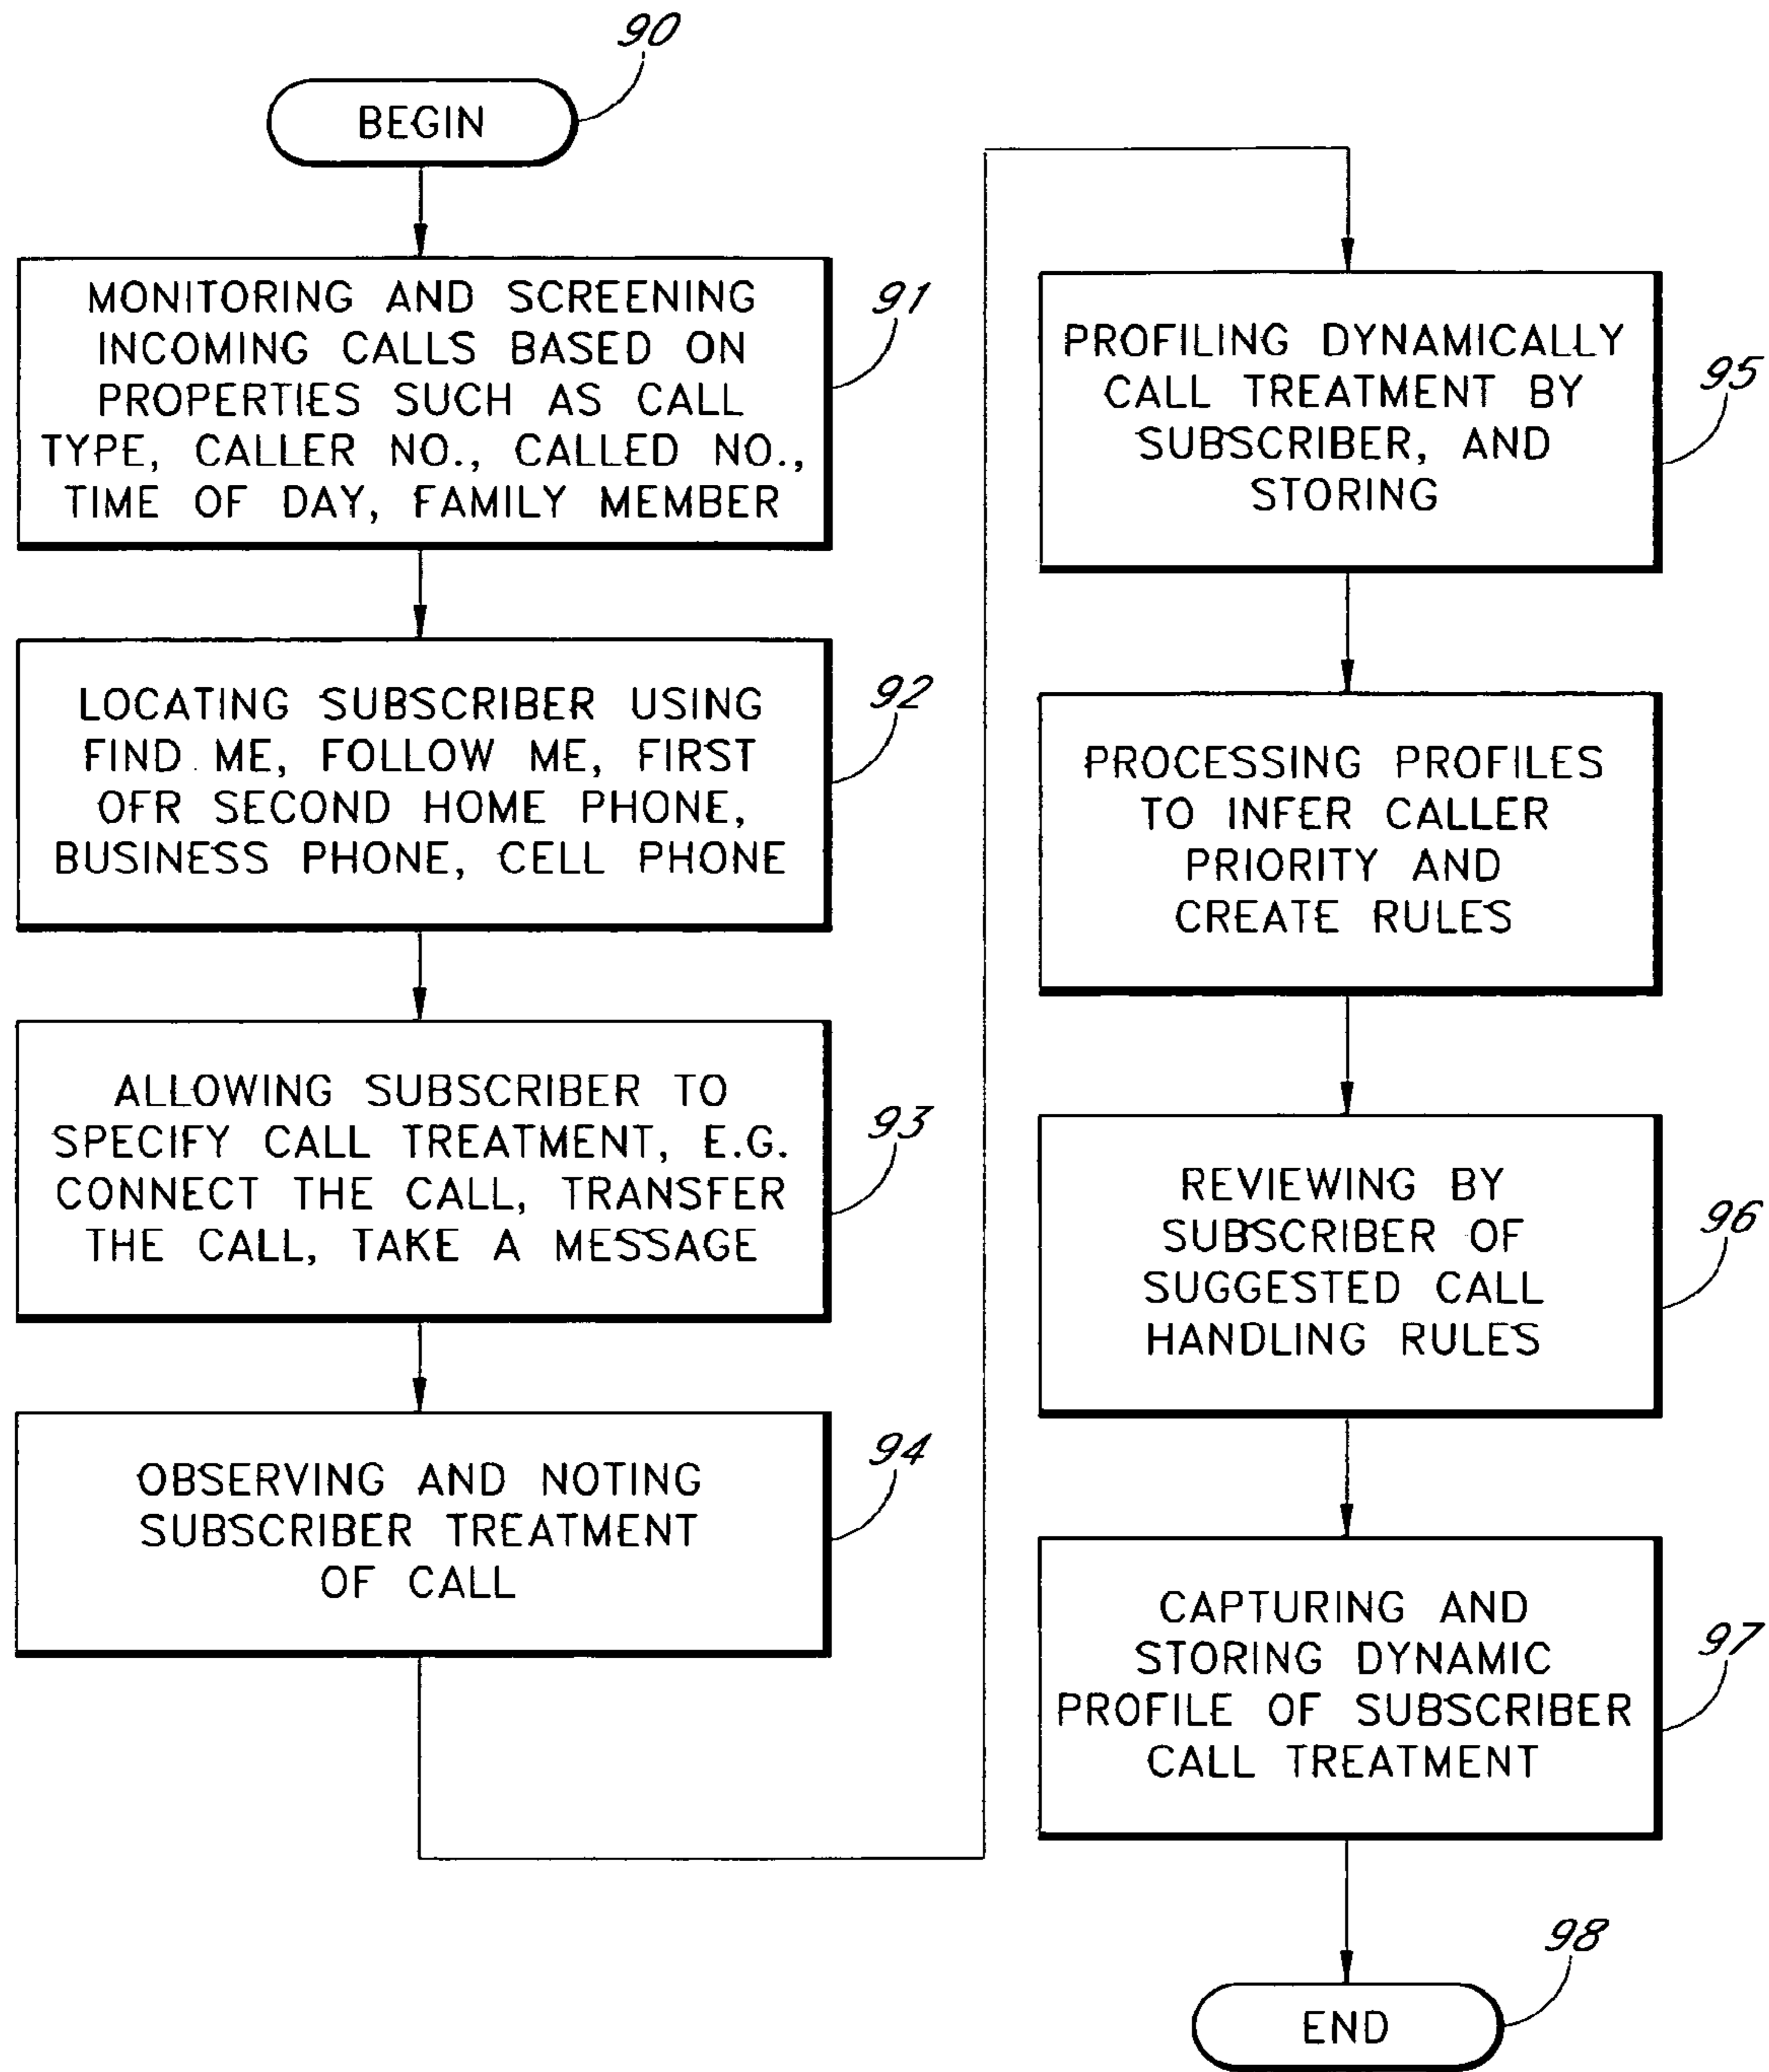 90
BEGIN
MONITORING AND SCREENING
INCOMING CALLS BASED ON
PROPERTIES SUCH AS CALL
TYPE, CALLER NO., CALLED NO.,
TIME OF DAY, FAMILY MEMBER
91
LOCATING SUBSCRIBER USING
FIND ME, FOLLOW ME, FIRST
OFR SECOND HOME PHONE,
BUSINESS PHONE, CELL PHONE
92
ALLOWING SUBSCRIBER TO
SPECIFY CALL TREATMENT, E.G.
CONNECT THE CALL, TRANSFER
THE CALL, TAKE A MESSAGE
93
OBSERVING AND NOTING
SUBSCRIBER TREATMENT
OF CALL
94
PROFILING DYNAMICALLY
CALL TREATMENT BY
SUBSCRIBER, AND
STORING
95
PROCESSING PROFILES
TO INFER CALLER
PRIORITY AND
CREATE RULES
REVIEWING BY
SUBSCRIBER OF
SUGGESTED CALL
HANDLING RULES
96
CAPTURING AND
STORING DYNAMIC
PROFILE OF SUBSCRIBER
CALL TREATMENT
97
98
END